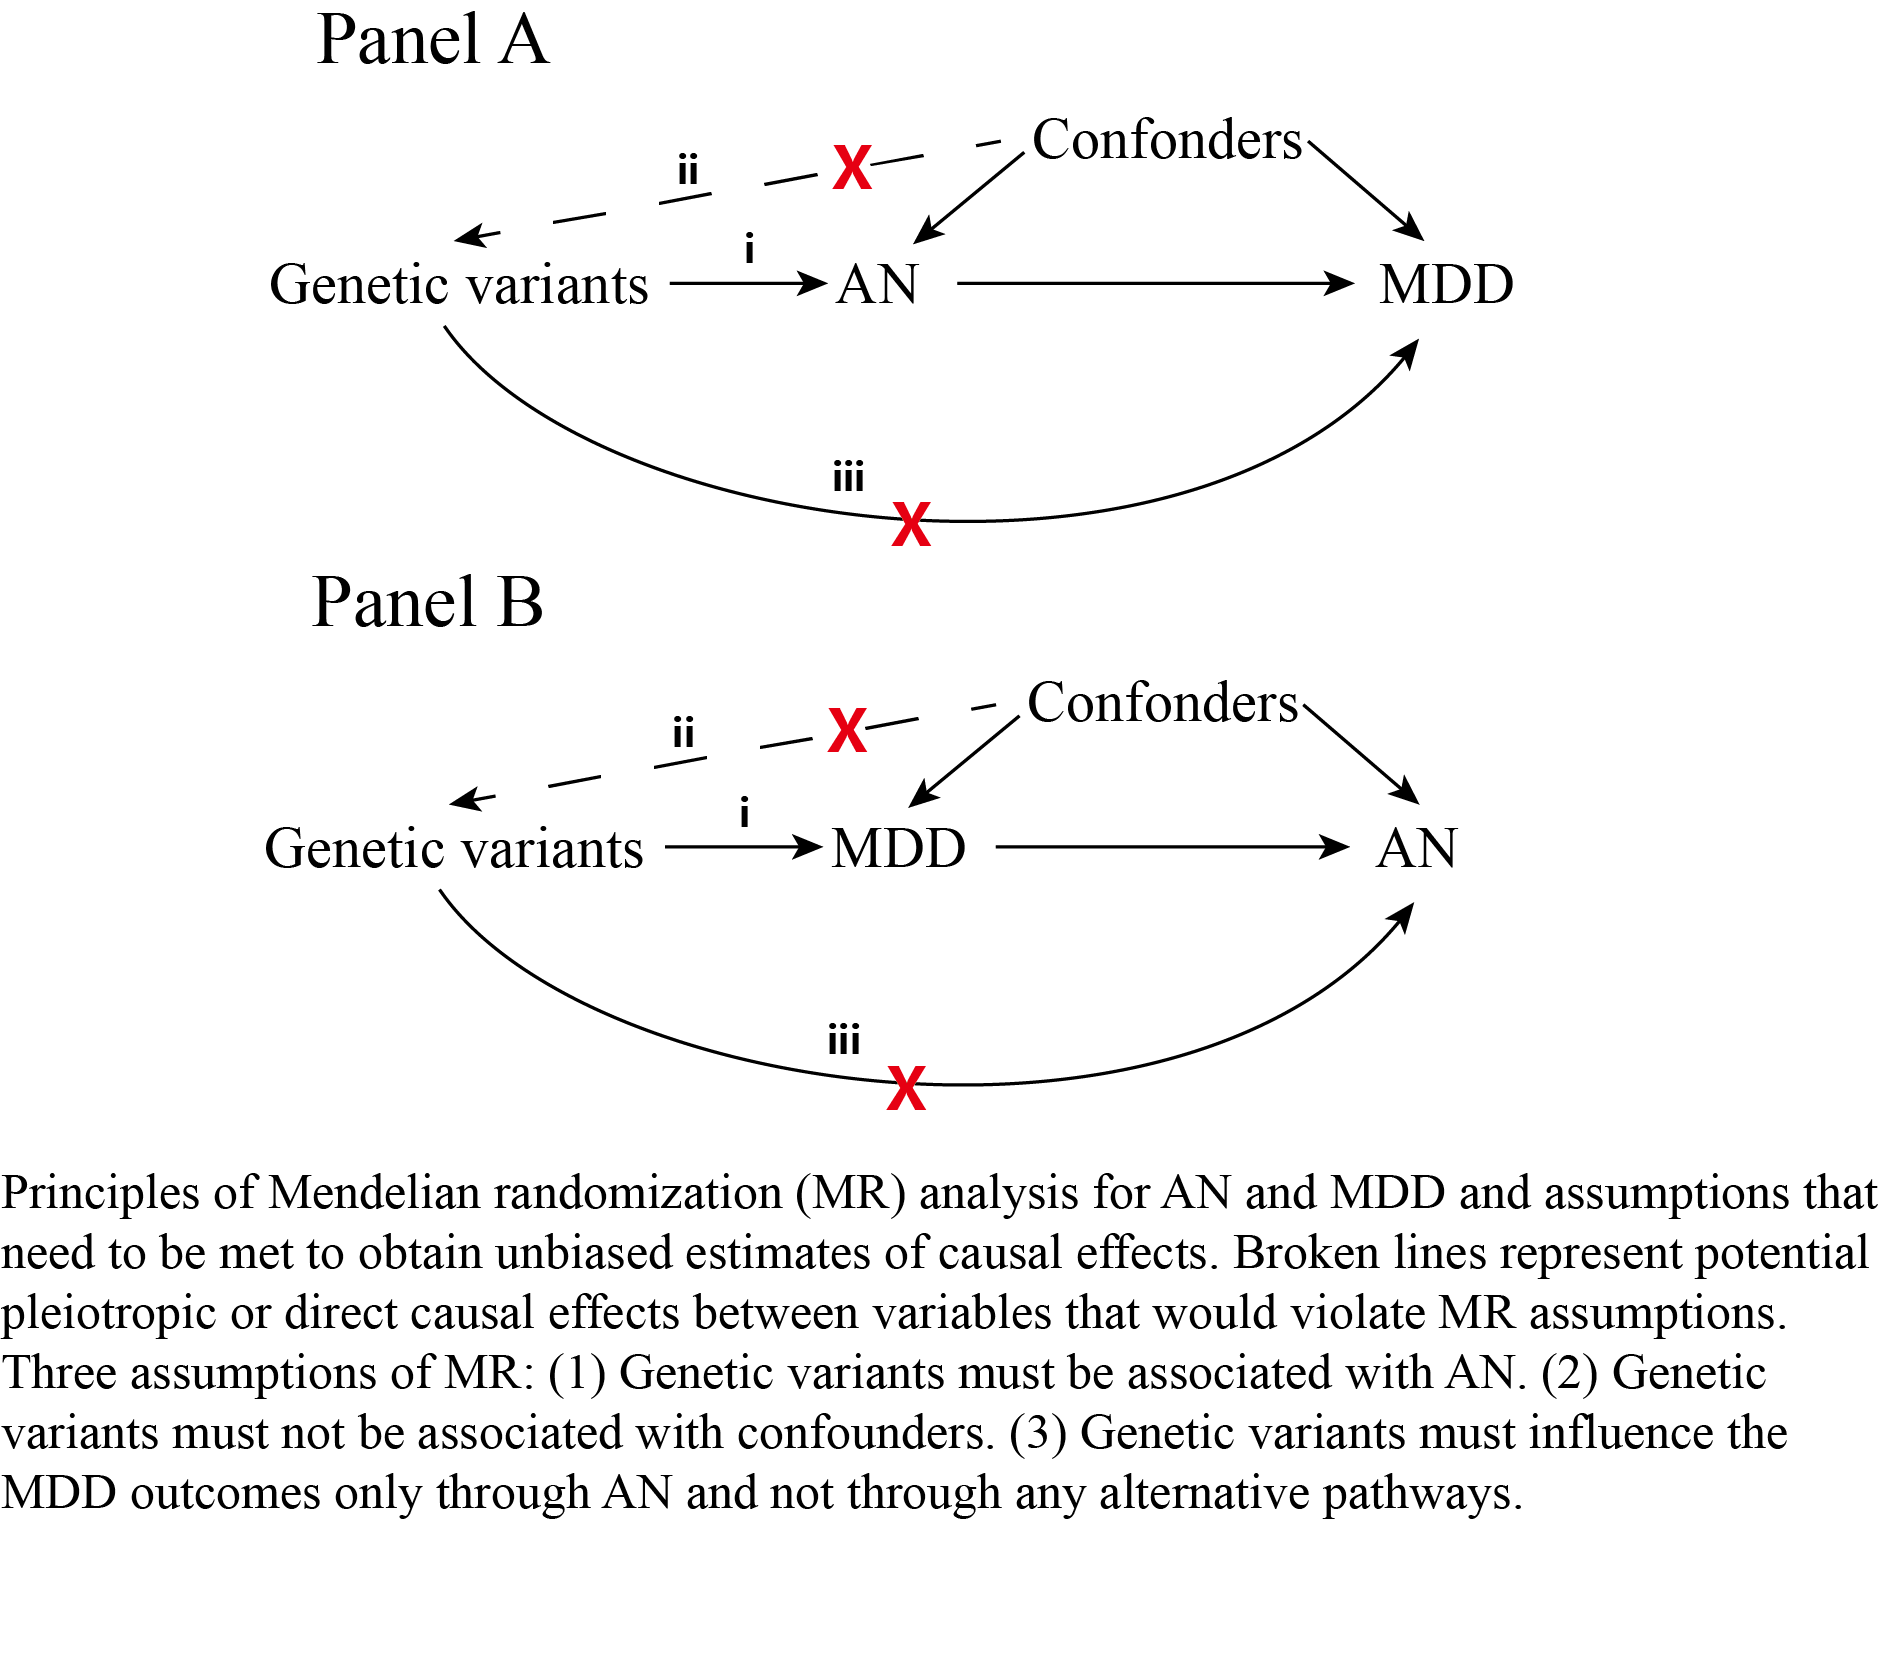 Panel A
Confonders
X
ii
i
Genetic variants
AN
MDD
iii
X
Panel B
Confonders
X
ii
i
Genetic variants
MDD
AN
iii
X
Principles of Mendelian randomization (MR) analysis for AN and MDD and assumptions that
need to be met to obtain unbiased estimates of causal effects. Broken lines represent potential
pleiotropic or direct causal effects between variables that would violate MR assumptions.
Three assumptions of MR: (1) Genetic variants must be associated with AN. (2) Genetic
variants must not be associated with confounders. (3) Genetic variants must influence the
MDD outcomes only through AN and not through any alternative pathways.